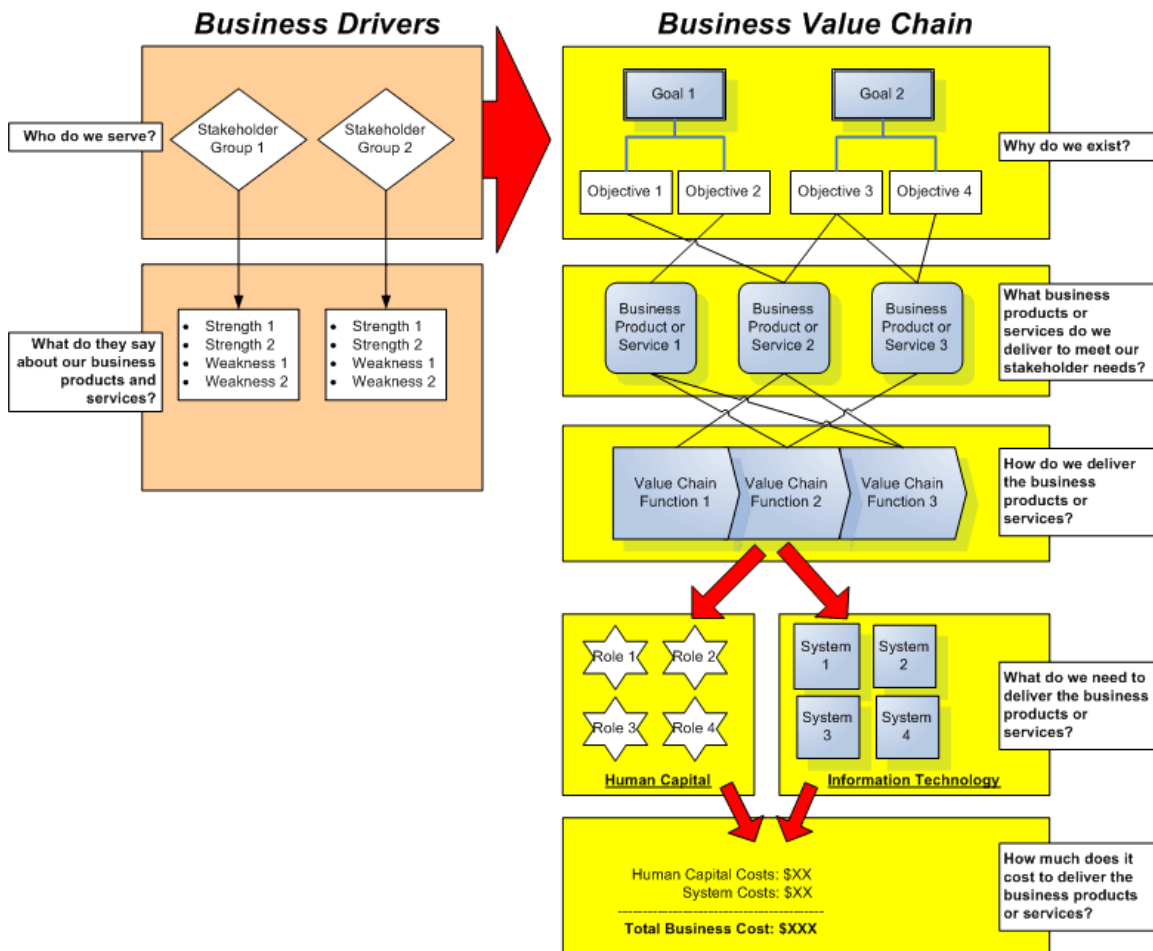 Business Drivers
Who do we serve?
Stakeholder
Group 1
Stakeholder
Group 2
What do they say
about our business
products and
services?
• Strength 1
• Strength 2
• Weakness 1
• Weakness 2
• Strength 1
• Strength 2
• Weakness 1
• Weakness 2
Business Value Chain
Goal 1
Goal 2
Objective 1
Objective 2
Objective 3
Objective 4
Why do we exist?
Business
Product or
Service 1
Business
Product or
Service 2
Business
Product or
Service 3
What business
products or
services do we
deliver to meet our
stakeholder needs?
Value Chain
Function 1
Value Chain
Function 2
Value Chain
Function 3
How do we deliver
the business
products or
services?
Role 1
Role 2
Role 3
Role 4
Human Capital
System
1
System
2
System
3
System
4
Information Technology
What do we need to
deliver the business
products or
services?
Human Capital Costs: $XX
System Costs: $XX
Total Business Cost: $XXX
How much does it
cost to deliver the
business products
or services?